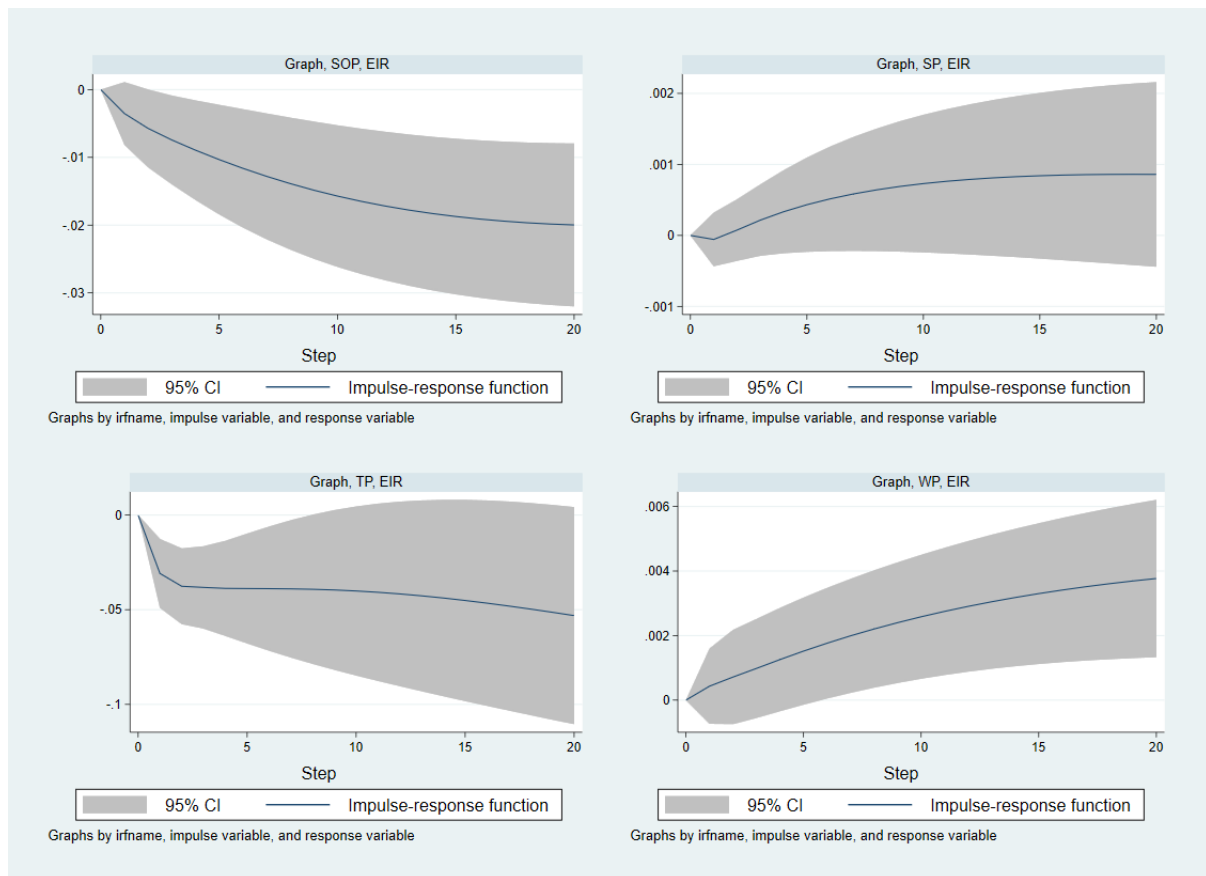 Graph, SOP, EIR
0
-.01
-.02
-.03
0 5 10 15 20
Step
95% CI Impulse-response function
Graphs by irfname, impulse variable, and response variable
Graph, SP, EIR
.002
.001
0
-.001
0 5 10 15 20
Step
95% CI Impulse-response function
Graphs by irfname, impulse variable, and response variable
Graph, TP, EIR
0
-.05
-.1
0 5 10 15 20
Step
95% CI Impulse-response function
Graphs by irfname, impulse variable, and response variable
Graph, WP, EIR
.006
.004
.002
0
0 5 10 15 20
Step
95% CI Impulse-response function
Graphs by irfname, impulse variable, and response variable